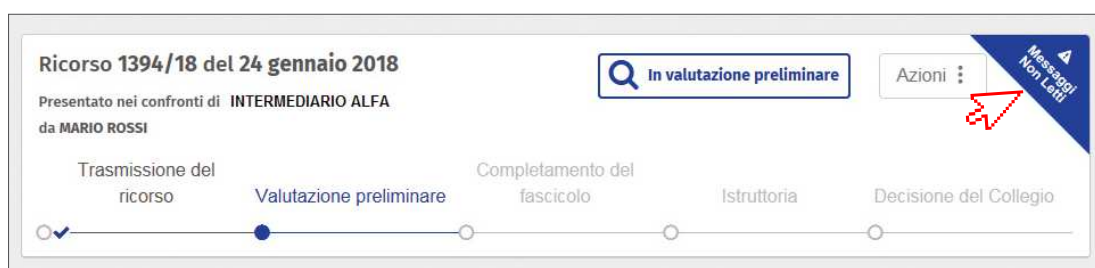 Ricorso 1394/18 del 24 gennaio 2018
In valutazione preliminare
Azioni
Messaggi
Non Letti
Presentato nei confronti di INTERMEDIARIO ALFA
da MARIO ROSSI
Trasmissione del
ricorso
Valutazione preliminare
Completamento del
fascicolo
Istruttoria
Decisione del Collegio